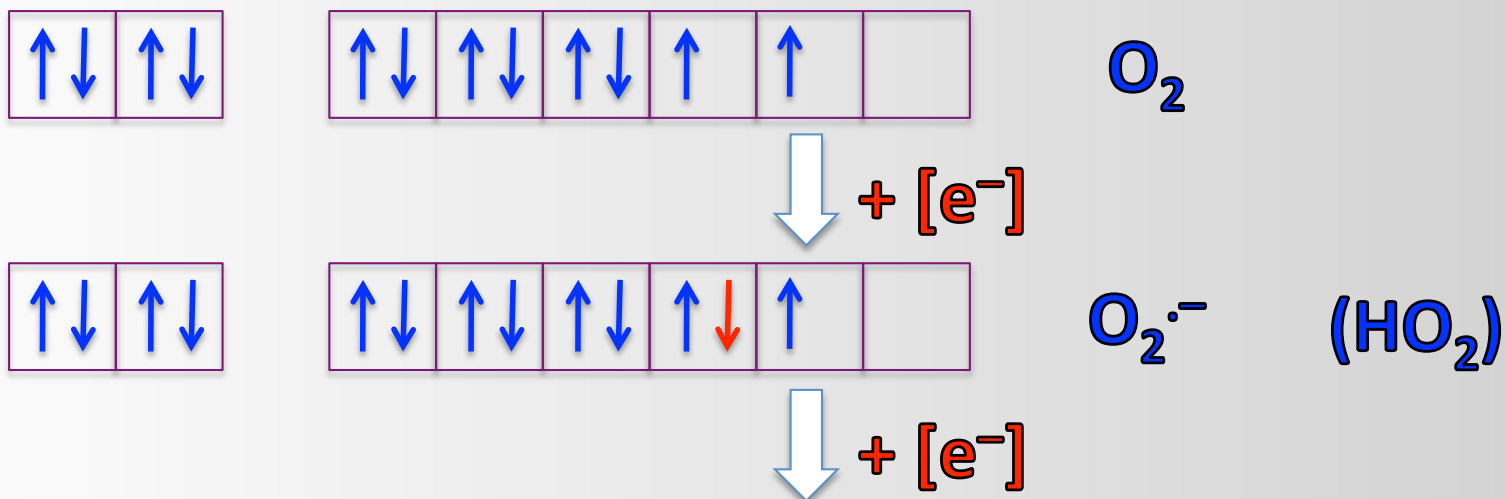 O₂
+ [e⁻]
O₂·⁻ (HO₂)
+ [e⁻]